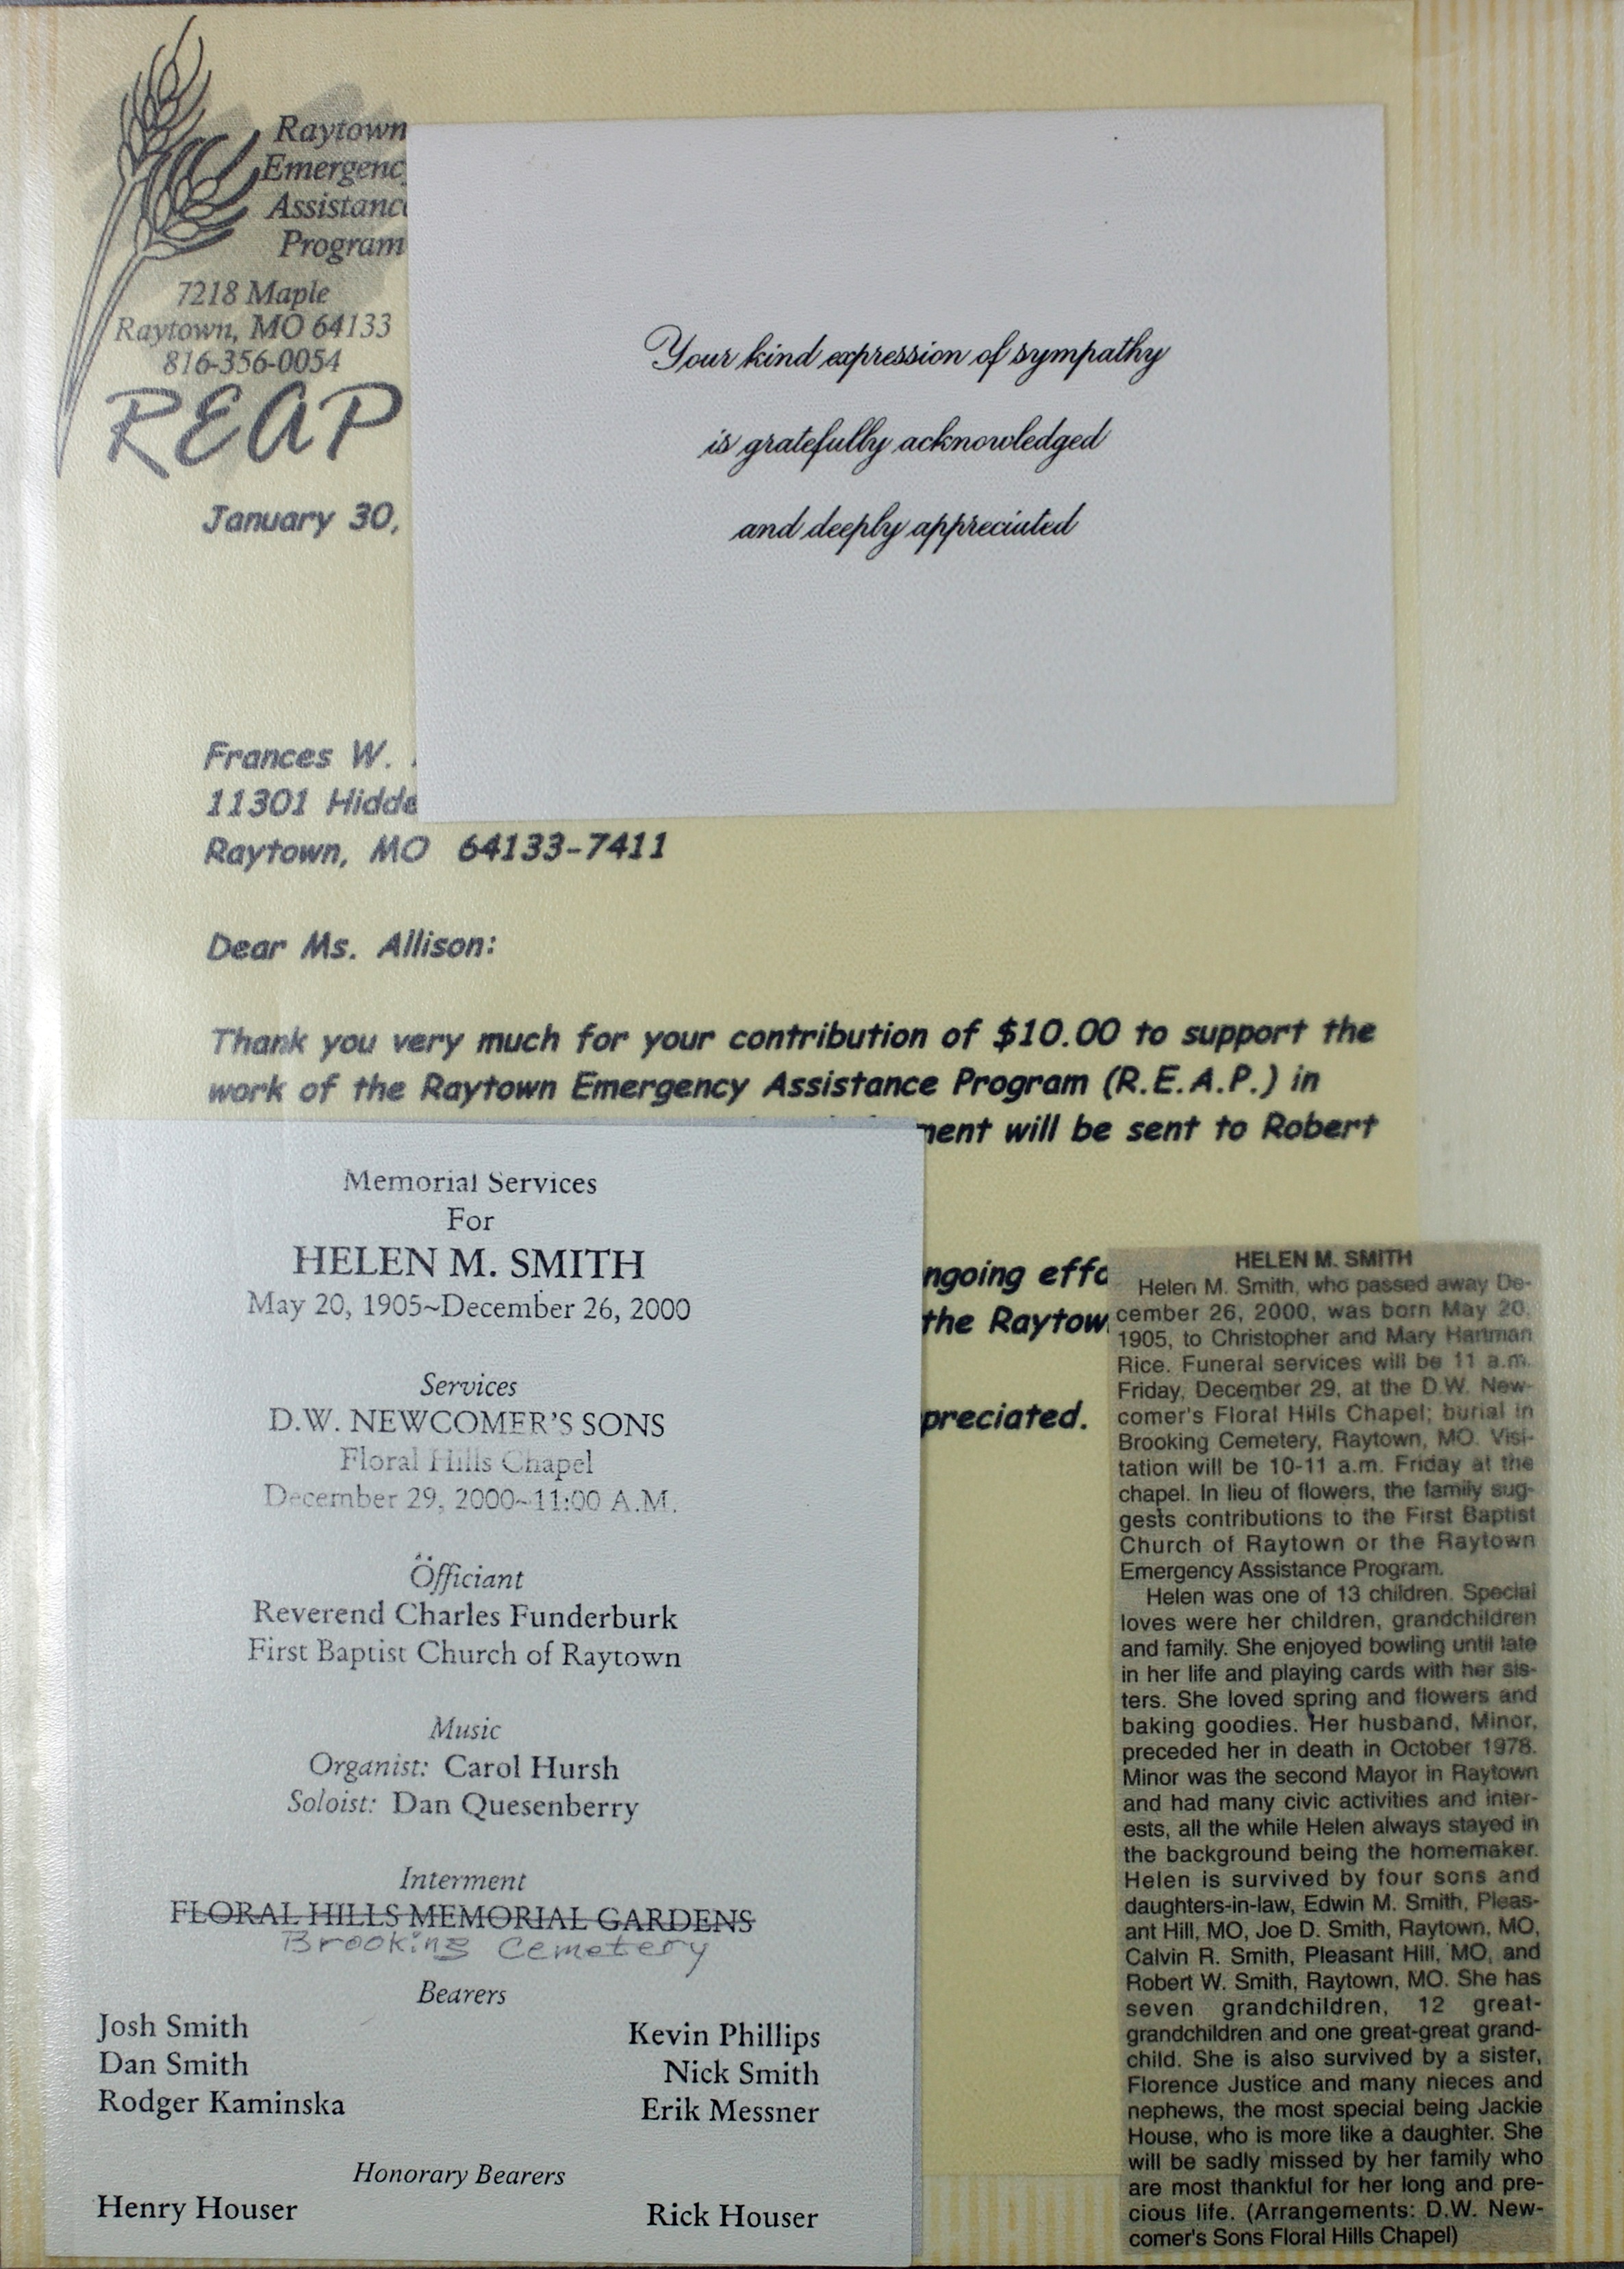 Raytown
Emergenc
Assistanc
Program
7218 Maple
Raytown, MO 64133
816-356-0054
REAP
January 30,
Your kind expression of sympathy
is gratefully acknowledged
and deeply appreciated
Frances W.
11301 Hidde
Raytown, MO 64133-7411
Dear Ms. Allison:
Thank you very much for your contribution of $10.00 to support the
work of the Raytown Emergency Assistance Program (R.E.A.P.) in
ment will be sent to Robert
ngoing effo
the Raytow
preciated.
Memorial Services
For
HELEN M. SMITH
May 20, 1905~December 26, 2000
Services
D.W. NEWCOMER'S SONS
Floral Hills Chapel
December 29, 2000~11:00 A.M.
Officiant
Reverend Charles Funderburk
First Baptist Church of Raytown
Music
Organist: Carol Hursh
Soloist: Dan Quesenberry
Interment
FLORAL HILLS MEMORIAL GARDENS
Brooking Cemetery
Bearers
Josh Smith Kevin Phillips
Dan Smith Nick Smith
Rodger Kaminska Erik Messner
Honorary Bearers
Henry Houser Rick Houser
HELEN M. SMITH
Helen M. Smith, who passed away De-
cember 26, 2000, was born May 20,
1905, to Christopher and Mary Hartman
Rice. Funeral services will be 11 a.m.
Friday, December 29, at the D.W. New-
comer's Floral Hills Chapel; burial in
Brooking Cemetery, Raytown, MO. Visi-
tation will be 10-11 a.m. Friday at the
chapel. In lieu of flowers, the family sug-
gests contributions to the First Baptist
Church of Raytown or the Raytown
Emergency Assistance Program.
Helen was one of 13 children. Special
loves were her children, grandchildren
and family. She enjoyed bowling until late
in her life and playing cards with her sis-
ters. She loved spring and flowers and
baking goodies. Her husband, Minor,
preceded her in death in October 1978.
Minor was the second Mayor in Raytown
and had many civic activities and inter-
ests, all the while Helen always stayed in
the background being the homemaker.
Helen is survived by four sons and
daughters-in-law, Edwin M. Smith, Pleas-
ant Hill, MO, Joe D. Smith, Raytown, MO,
Calvin R. Smith, Pleasant Hill, MO, and
Robert W. Smith, Raytown, MO. She has
seven grandchildren, 12 great-
grandchildren and one great-great grand-
child. She is also survived by a sister,
Florence Justice and many nieces and
nephews, the most special being Jackie
House, who is more like a daughter. She
will be sadly missed by her family who
are most thankful for her long and pre-
cious life. (Arrangements: D.W. New-
comer's Sons Floral Hills Chapel)